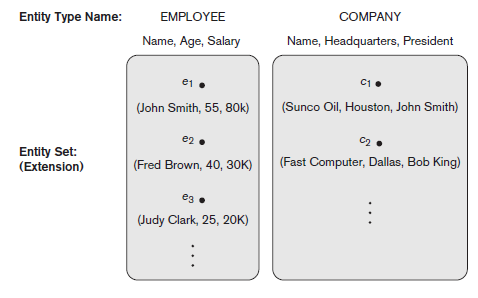 Entity Type Name: EMPLOYEE COMPANY
Name, Age, Salary Name, Headquarters, President
e1 • c1 •
(John Smith, 55, 80k) (Sunco Oil, Houston, John Smith)
e2 • c2 •
Entity Set:
(Extension)
(Fred Brown, 40, 30K) (Fast Computer, Dallas, Bob King)
e3 •
(Judy Clark, 25, 20K)